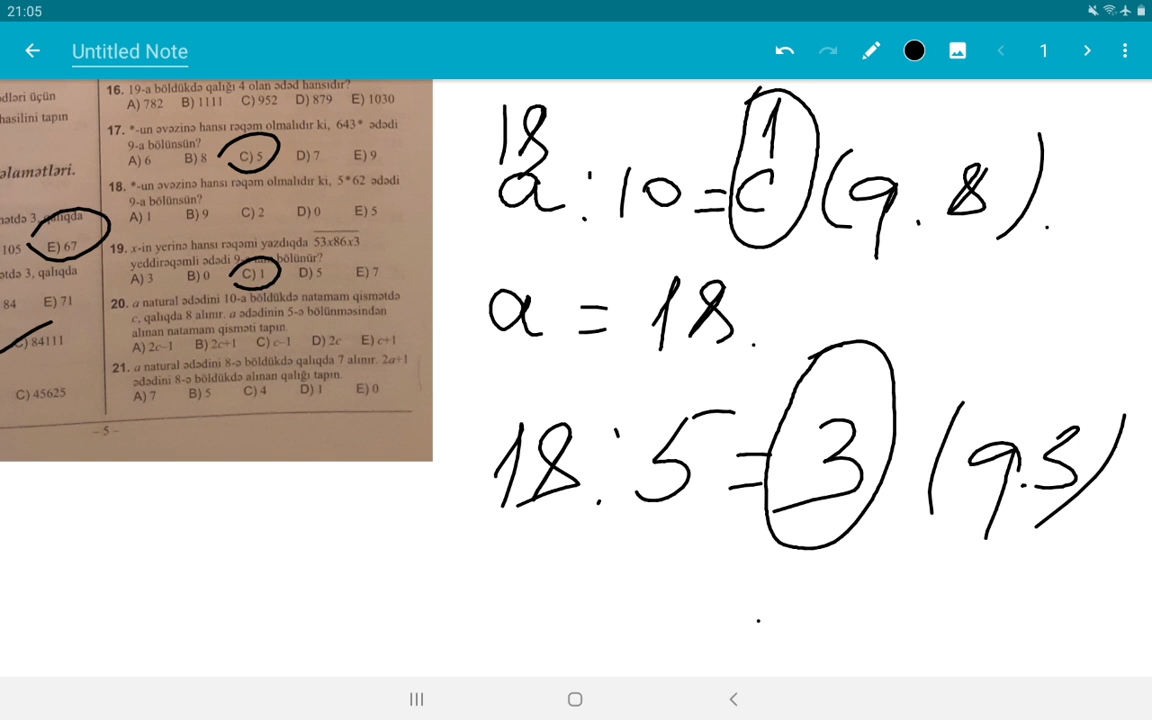 21:05
Untitled Note
1
dləri üçün
hasilini tapın
əlamətləri.
mətdə 3, qalıqda
105 E) 67
ətdə 3, qalıqda
84 E) 71
C) 84111
C) 45625
16. 19-a böldükdə qalığı 4 olan ədəd hansıdır?
A) 782 B) 1111 C) 952 D) 879 E) 1030
17. *-un əvəzinə hansı rəqəm olmalıdır ki, 643* ədədi
9-a bölünsün?
A) 6 B) 8 C) 5 D) 7 E) 9
18. *-un əvəzinə hansı rəqəm olmalıdır ki, 5*62 ədədi
9-a bölünsün?
A) 1 B) 9 C) 2 D) 0 E) 5
19. x-in yerinə hansı rəqəmi yazdıqda 53x86x3
yeddirəqəmli ədədi 9- bölünür?
A) 3 B) 0 C) 1 D) 5 E) 7
20. a natural ədədini 10-a böldükdə natamam qismətdə
c, qalıqda 8 alınır. a ədədinin 5-ə bölünməsindən
alınan natamam qisməti tapın.
A) 2c−1 B) 2c+1 C) c−1 D) 2c E) c+1
21. a natural ədədini 8-ə böldükdə qalıqda 7 alınır. 2a+1
ədədini 8-ə böldükdə alınan qalığı tapın.
A) 7 B) 5 C) 4 D) 1 E) 0
– 5 –
18 1
a : 10 = c (q. 8).
a = 18.
18 : 5 = 3 (q.3)